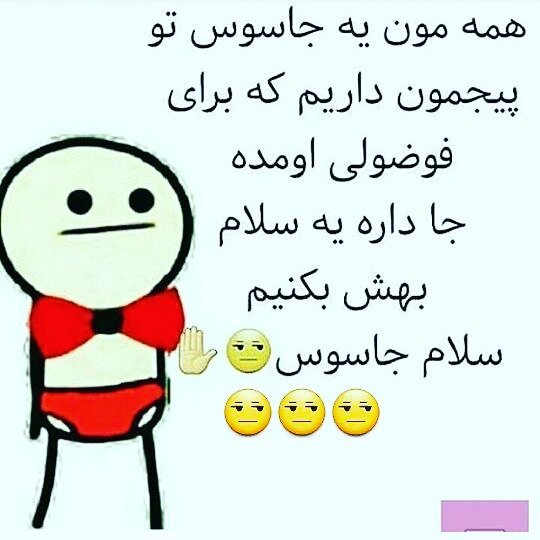 همه مون یه جاسوس تو
پیجمون داریم که برای
فوضولی اومده
جا داره یه سلام
بهش بکنیم
سلام جاسوس😒✋
😒😒😒